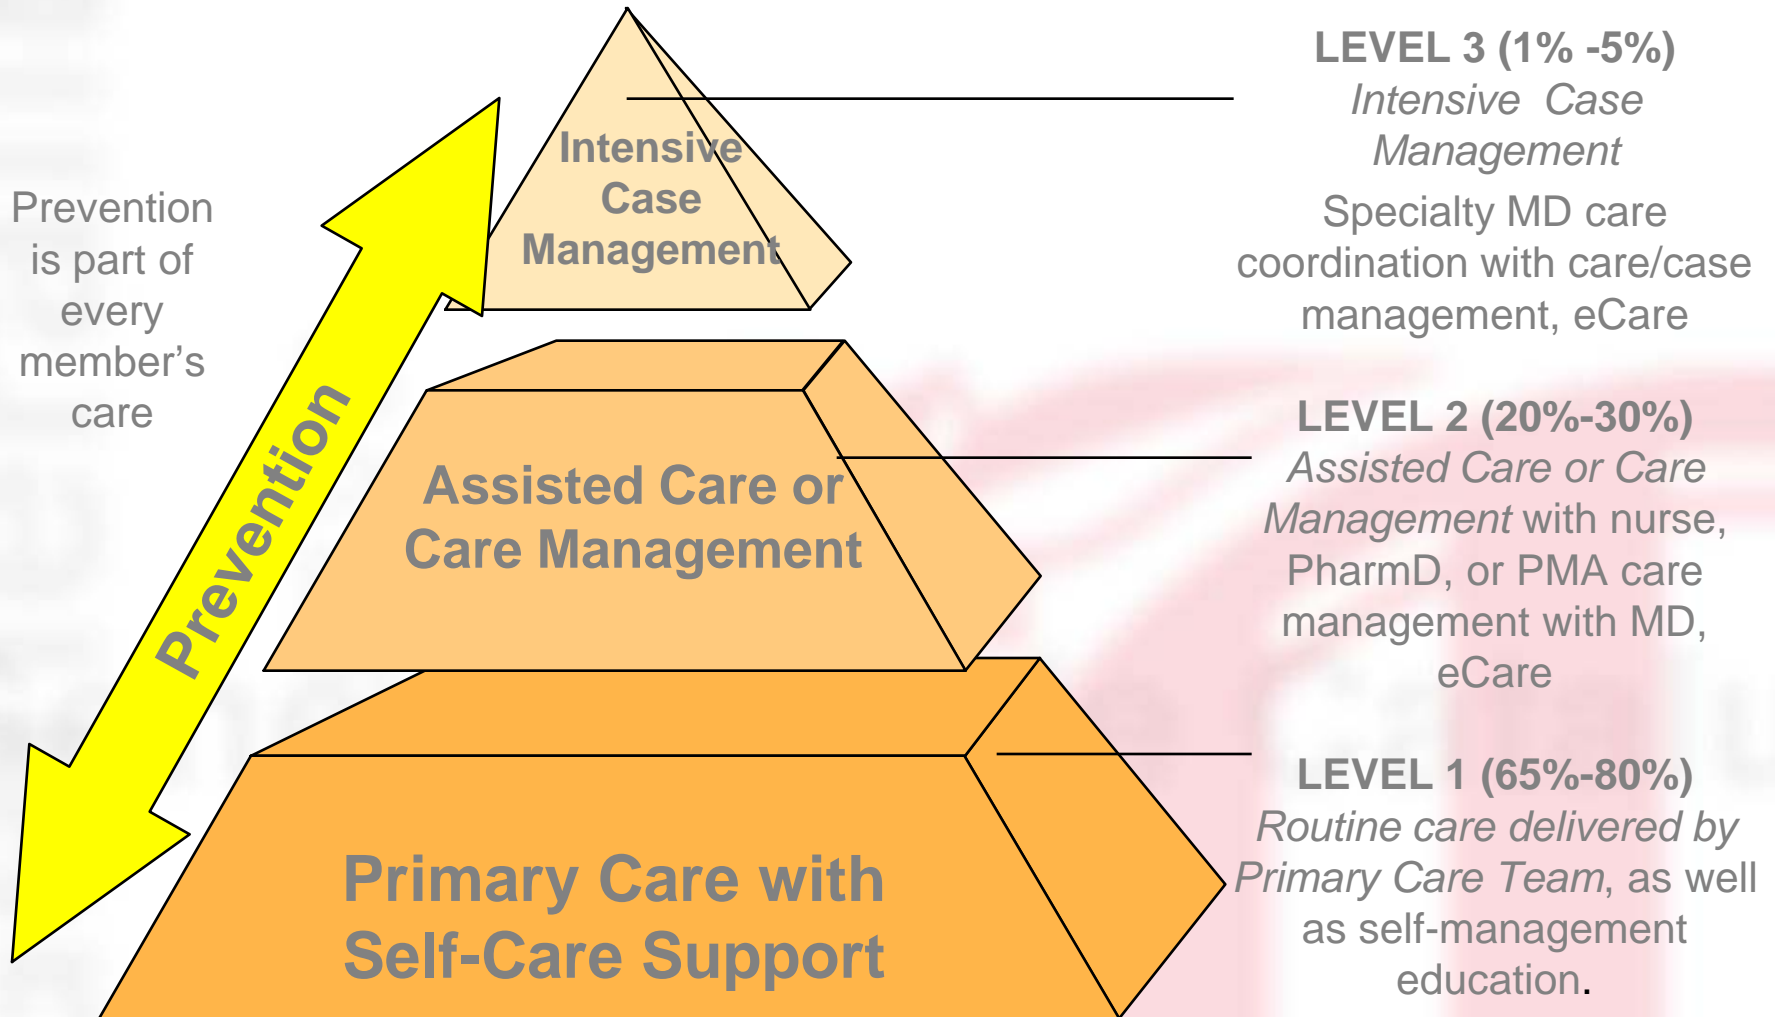 Prevention
is part of
every
member's
care
Prevention
Intensive
Case
Management
Assisted Care or
Care Management
Primary Care with
Self-Care Support
LEVEL 3 (1% -5%)
Intensive Case
Management
Specialty MD care
coordination with care/case
management, eCare
LEVEL 2 (20%-30%)
Assisted Care or Care
Management with nurse,
PharmD, or PMA care
management with MD,
eCare
LEVEL 1 (65%-80%)
Routine care delivered by
Primary Care Team, as well
as self-management
education.